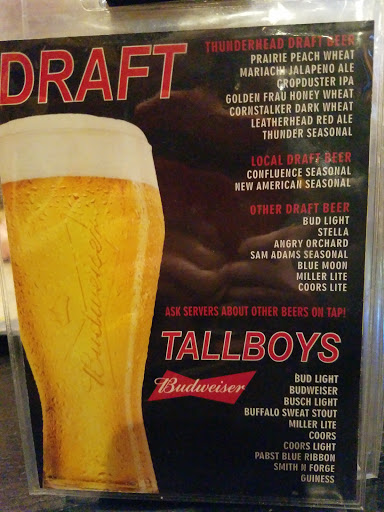 DRAFT
THUNDERHEAD DRAFT BEER
PRAIRIE PEACH WHEAT
MARIACHI JALAPENO ALE
CROPDUSTER IPA
GOLDEN FRAU HONEY WHEAT
CORNSTALKER DARK WHEAT
LEATHERHEAD RED ALE
THUNDER SEASONAL
LOCAL DRAFT BEER
CONFLUENCE SEASONAL
NEW AMERICAN SEASONAL
OTHER DRAFT BEER
BUD LIGHT
STELLA
ANGRY ORCHARD
SAM ADAMS SEASONAL
BLUE MOON
MILLER LITE
COORS LITE
ASK SERVERS ABOUT OTHER BEERS ON TAP!
TALLBOYS
Budweiser
BUD LIGHT
BUDWEISER
BUSCH LIGHT
BUFFALO SWEAT STOUT
MILLER LITE
COORS
COORS LIGHT
PABST BLUE RIBBON
SMITH N FORGE
GUINESS
Budweiser